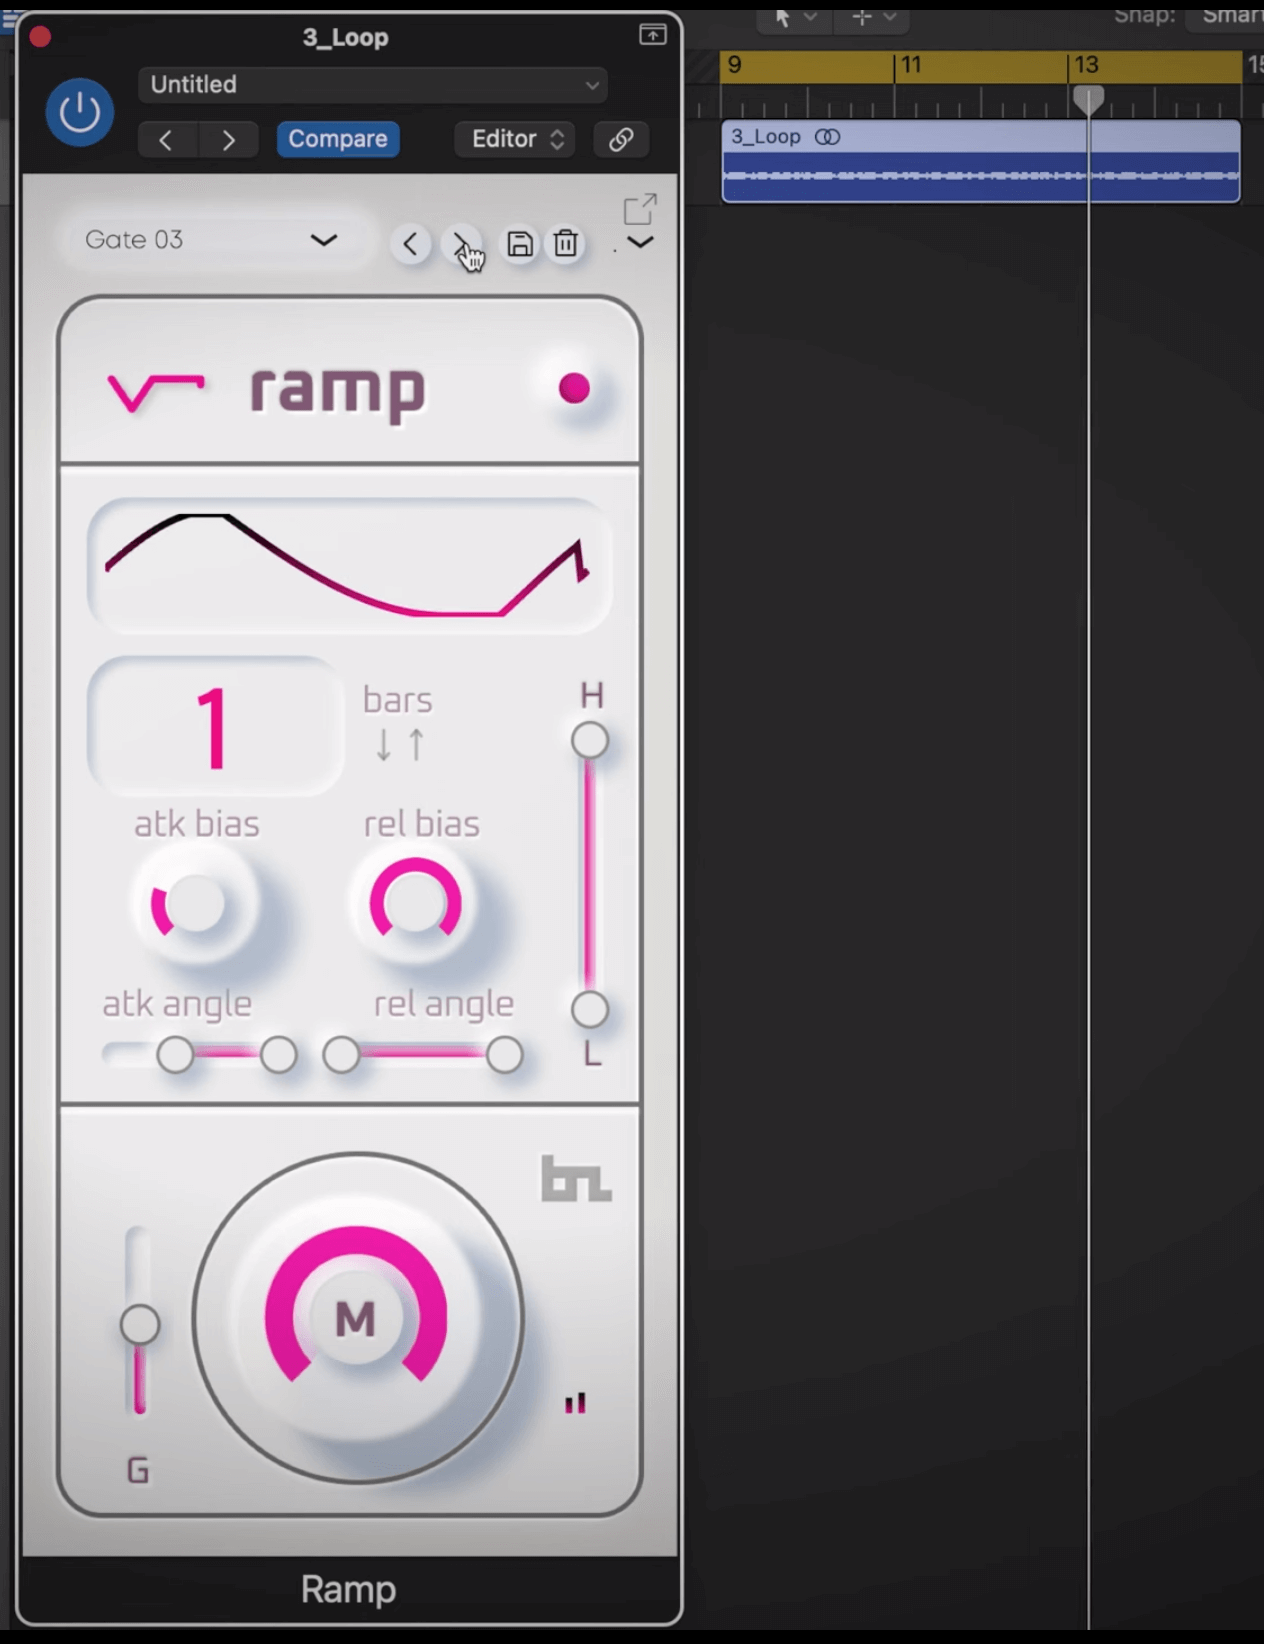 3_Loop
Snap: Smar
Untitled
9 11 13 15
Compare
Editor
3_Loop
Gate 03
ramp
1
bars
↓ ↑
H
atk bias
rel bias
atk angle
rel angle
L
bz
M
G
Ramp